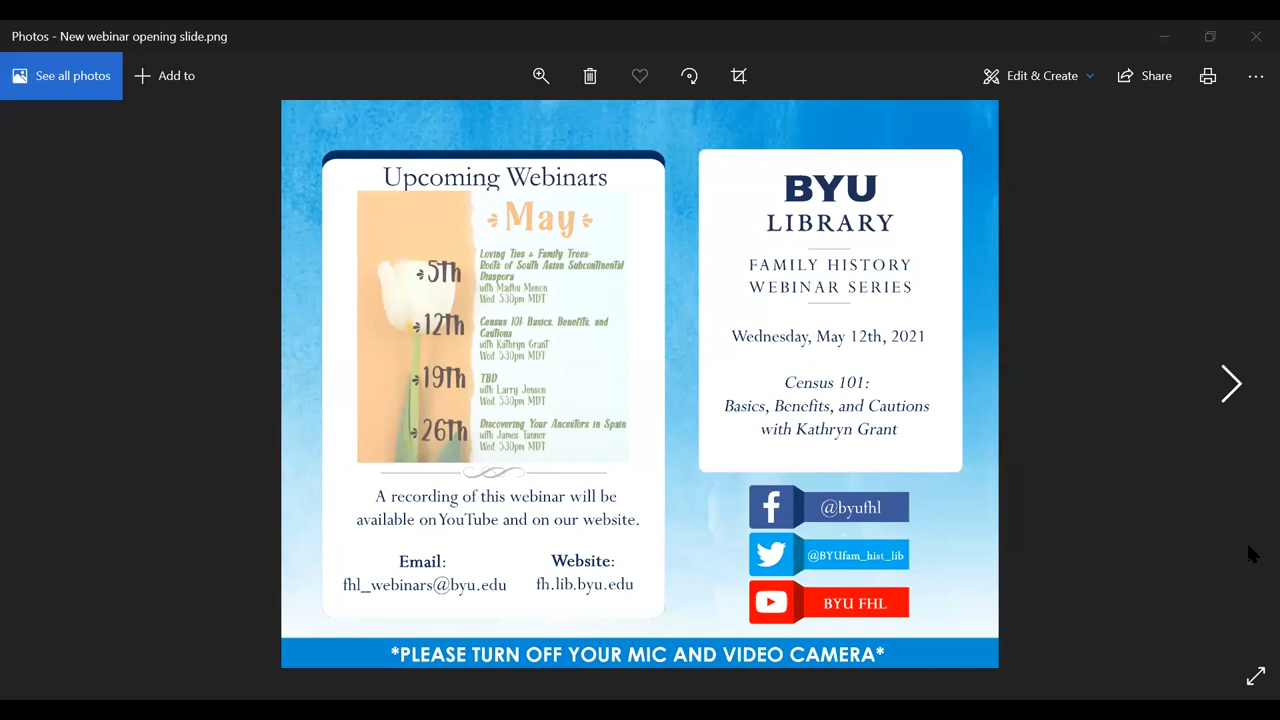 Photos - New webinar opening slide.png
See all photos
Add to
Edit & Create
Share
Upcoming Webinars
May
5th
Loving Ties & Family Trees-
Roots of South Asian Subcontinental
Diaspora
with Madhu Menon
Wed. 5:30pm MDT
12th
Census 101: Basics, Benefits, and
Cautions
with Kathryn Grant
Wed. 5:30pm MDT
19th
TBD
with Larry Jensen
Wed. 5:30pm MDT
26th
Discovering Your Ancestors in Spain
with James Tanner
Wed. 5:30pm MDT
A recording of this webinar will be
available on YouTube and on our website.
Email:
fhl_webinars@byu.edu
Website:
fh.lib.byu.edu
BYU
LIBRARY
FAMILY HISTORY
WEBINAR SERIES
Wednesday, May 12th, 2021
Census 101:
Basics, Benefits, and Cautions
with Kathryn Grant
@byufhl
@BYUfam_hist_lib
BYU FHL
*PLEASE TURN OFF YOUR MIC AND VIDEO CAMERA*